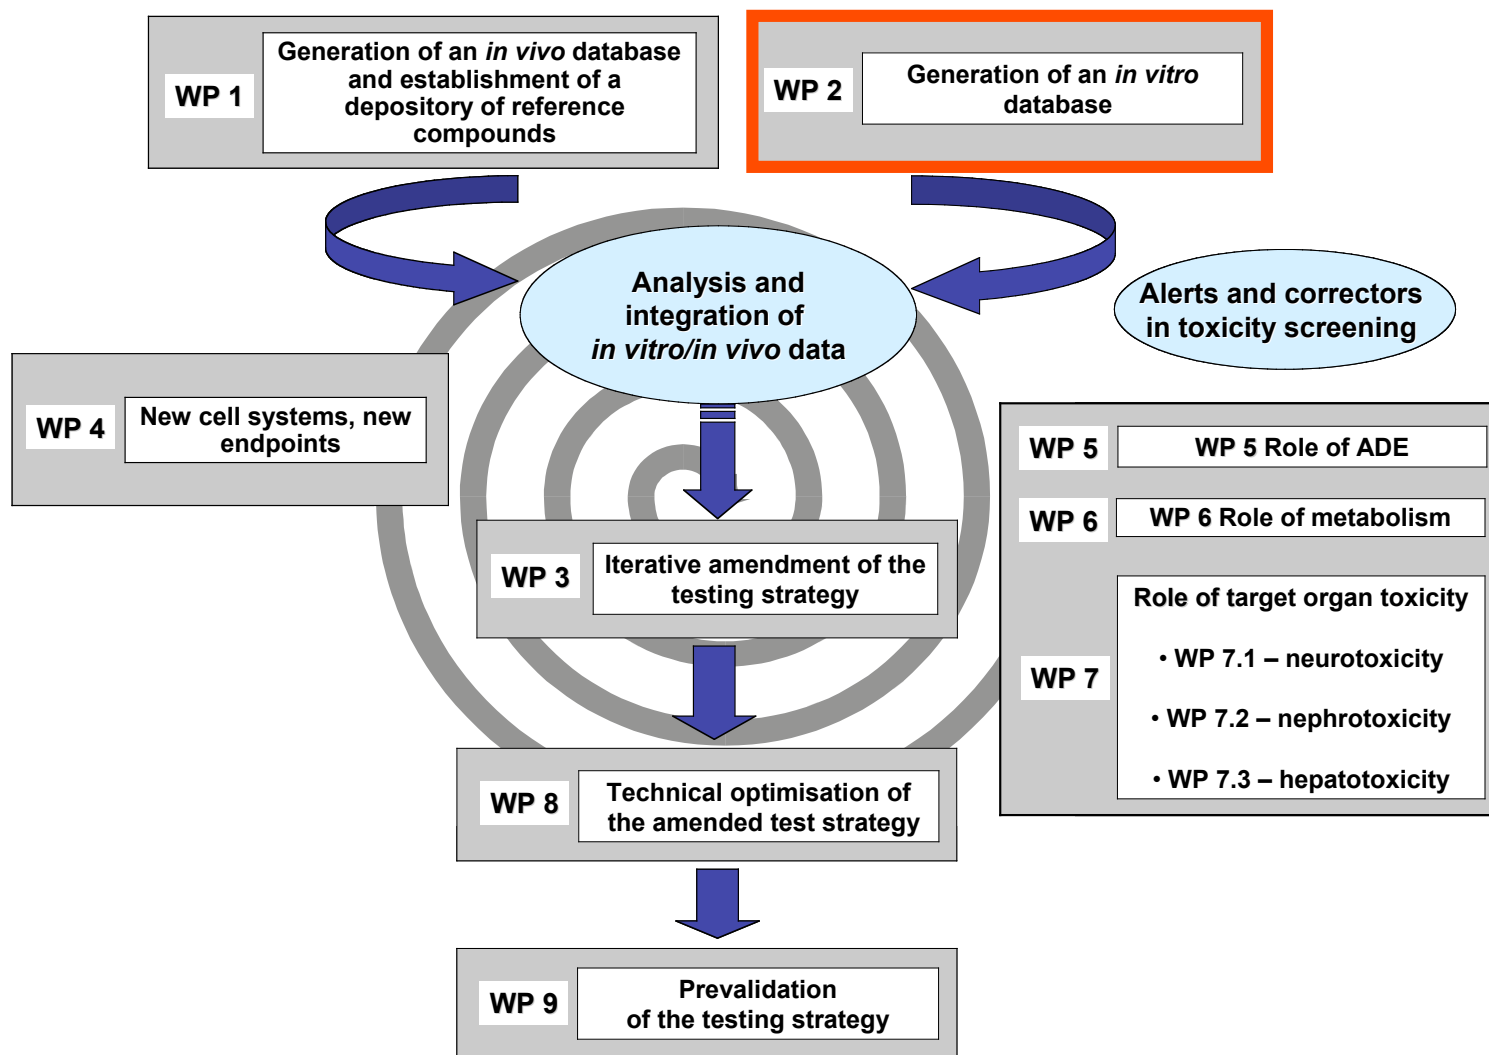 WP 1
Generation of an in vivo database
and establishment of a
depository of reference
compounds
WP 2
Generation of an in vitro
database
Analysis and
integration of
in vitro/in vivo data
Alerts and correctors
in toxicity screening
WP 4
New cell systems, new
endpoints
WP 5
WP 5 Role of ADE
WP 6
WP 6 Role of metabolism
WP 7
Role of target organ toxicity
• WP 7.1 – neurotoxicity
• WP 7.2 – nephrotoxicity
• WP 7.3 – hepatotoxicity
WP 3
Iterative amendment of the
testing strategy
WP 8
Technical optimisation of
the amended test strategy
WP 9
Prevalidation
of the testing strategy